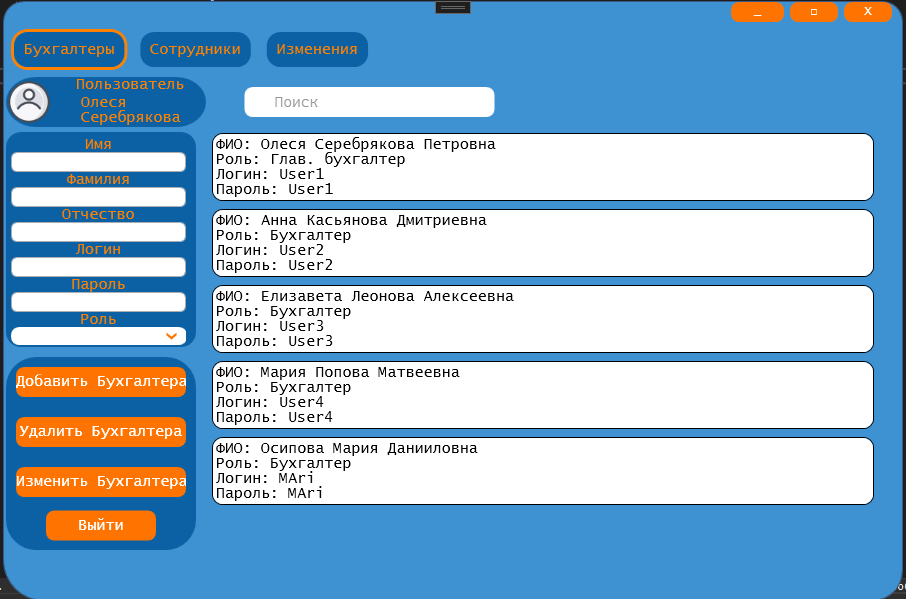 _ □ X
Бухгалтеры Сотрудники Изменения
Пользователь
Олеся
Серебрякова
Поиск
Имя
Фамилия
Отчество
Логин
Пароль
Роль
Добавить Бухгалтера
Удалить Бухгалтера
Изменить Бухгалтера
Выйти
ФИО: Олеся Серебрякова Петровна
Роль: Глав. бухгалтер
Логин: User1
Пароль: User1
ФИО: Анна Касьянова Дмитриевна
Роль: Бухгалтер
Логин: User2
Пароль: User2
ФИО: Елизавета Леонова Алексеевна
Роль: Бухгалтер
Логин: User3
Пароль: User3
ФИО: Мария Попова Матвеевна
Роль: Бухгалтер
Логин: User4
Пароль: User4
ФИО: Осипова Мария Данииловна
Роль: Бухгалтер
Логин: MAri
Пароль: MAri